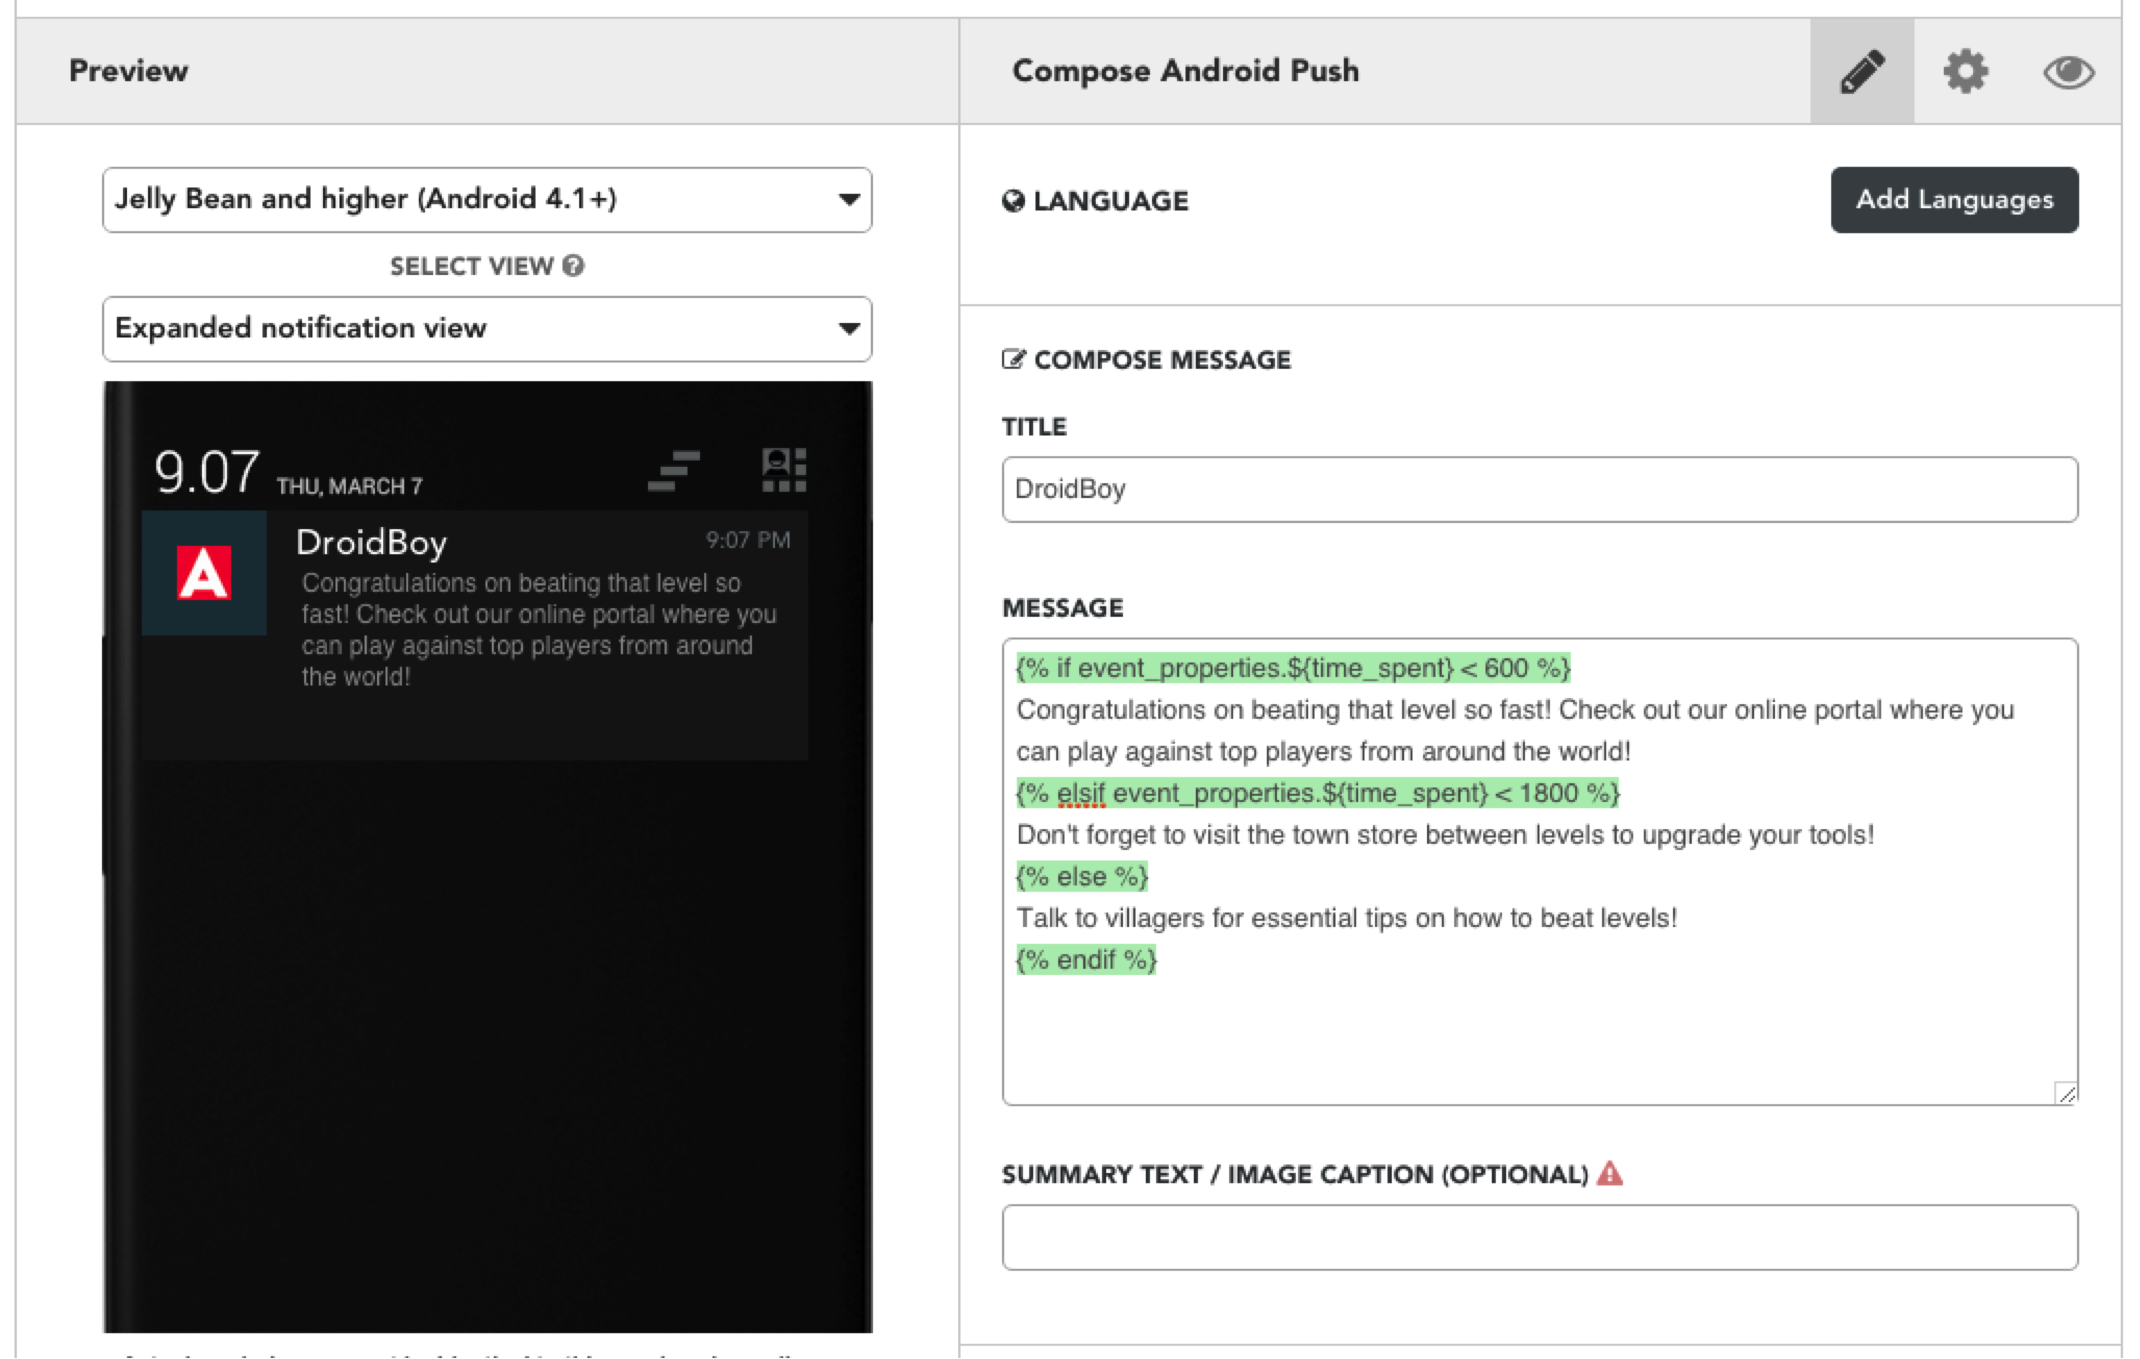 Preview
Jelly Bean and higher (Android 4.1+)
SELECT VIEW
Expanded notification view
9.07 THU, MARCH 7
A
DroidBoy 9:07 PM
Congratulations on beating that level so
fast! Check out our online portal where you
can play against top players from around
the world!
Compose Android Push
LANGUAGE
Add Languages
COMPOSE MESSAGE
TITLE
DroidBoy
MESSAGE
{% if event_properties.${time_spent} < 600 %}
Congratulations on beating that level so fast! Check out our online portal where you
can play against top players from around the world!
{% elsif event_properties.${time_spent} < 1800 %}
Don't forget to visit the town store between levels to upgrade your tools!
{% else %}
Talk to villagers for essential tips on how to beat levels!
{% endif %}
SUMMARY TEXT / IMAGE CAPTION (OPTIONAL)